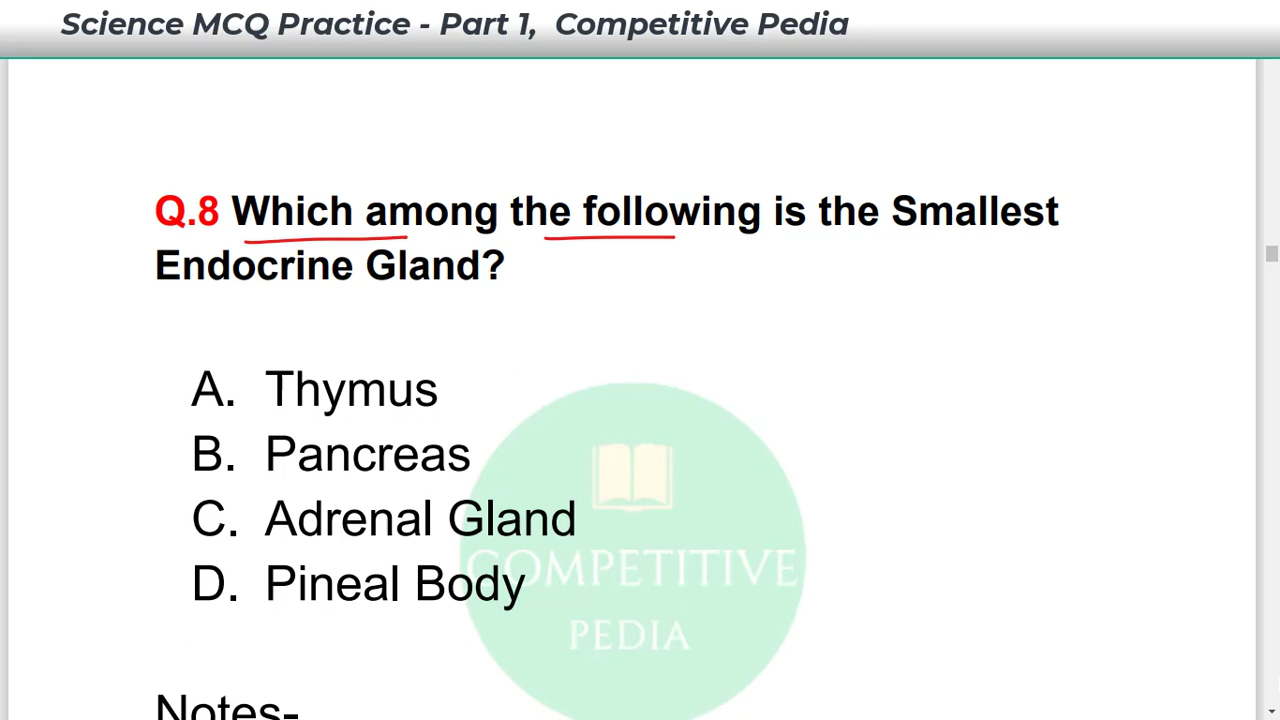 Science MCQ Practice - Part 1, Competitive Pedia
Q.8 Which among the following is the Smallest
Endocrine Gland?
A. Thymus
B. Pancreas
C. Adrenal Gland
D. Pineal Body
COMPETITIVE
PEDIA
Notes-